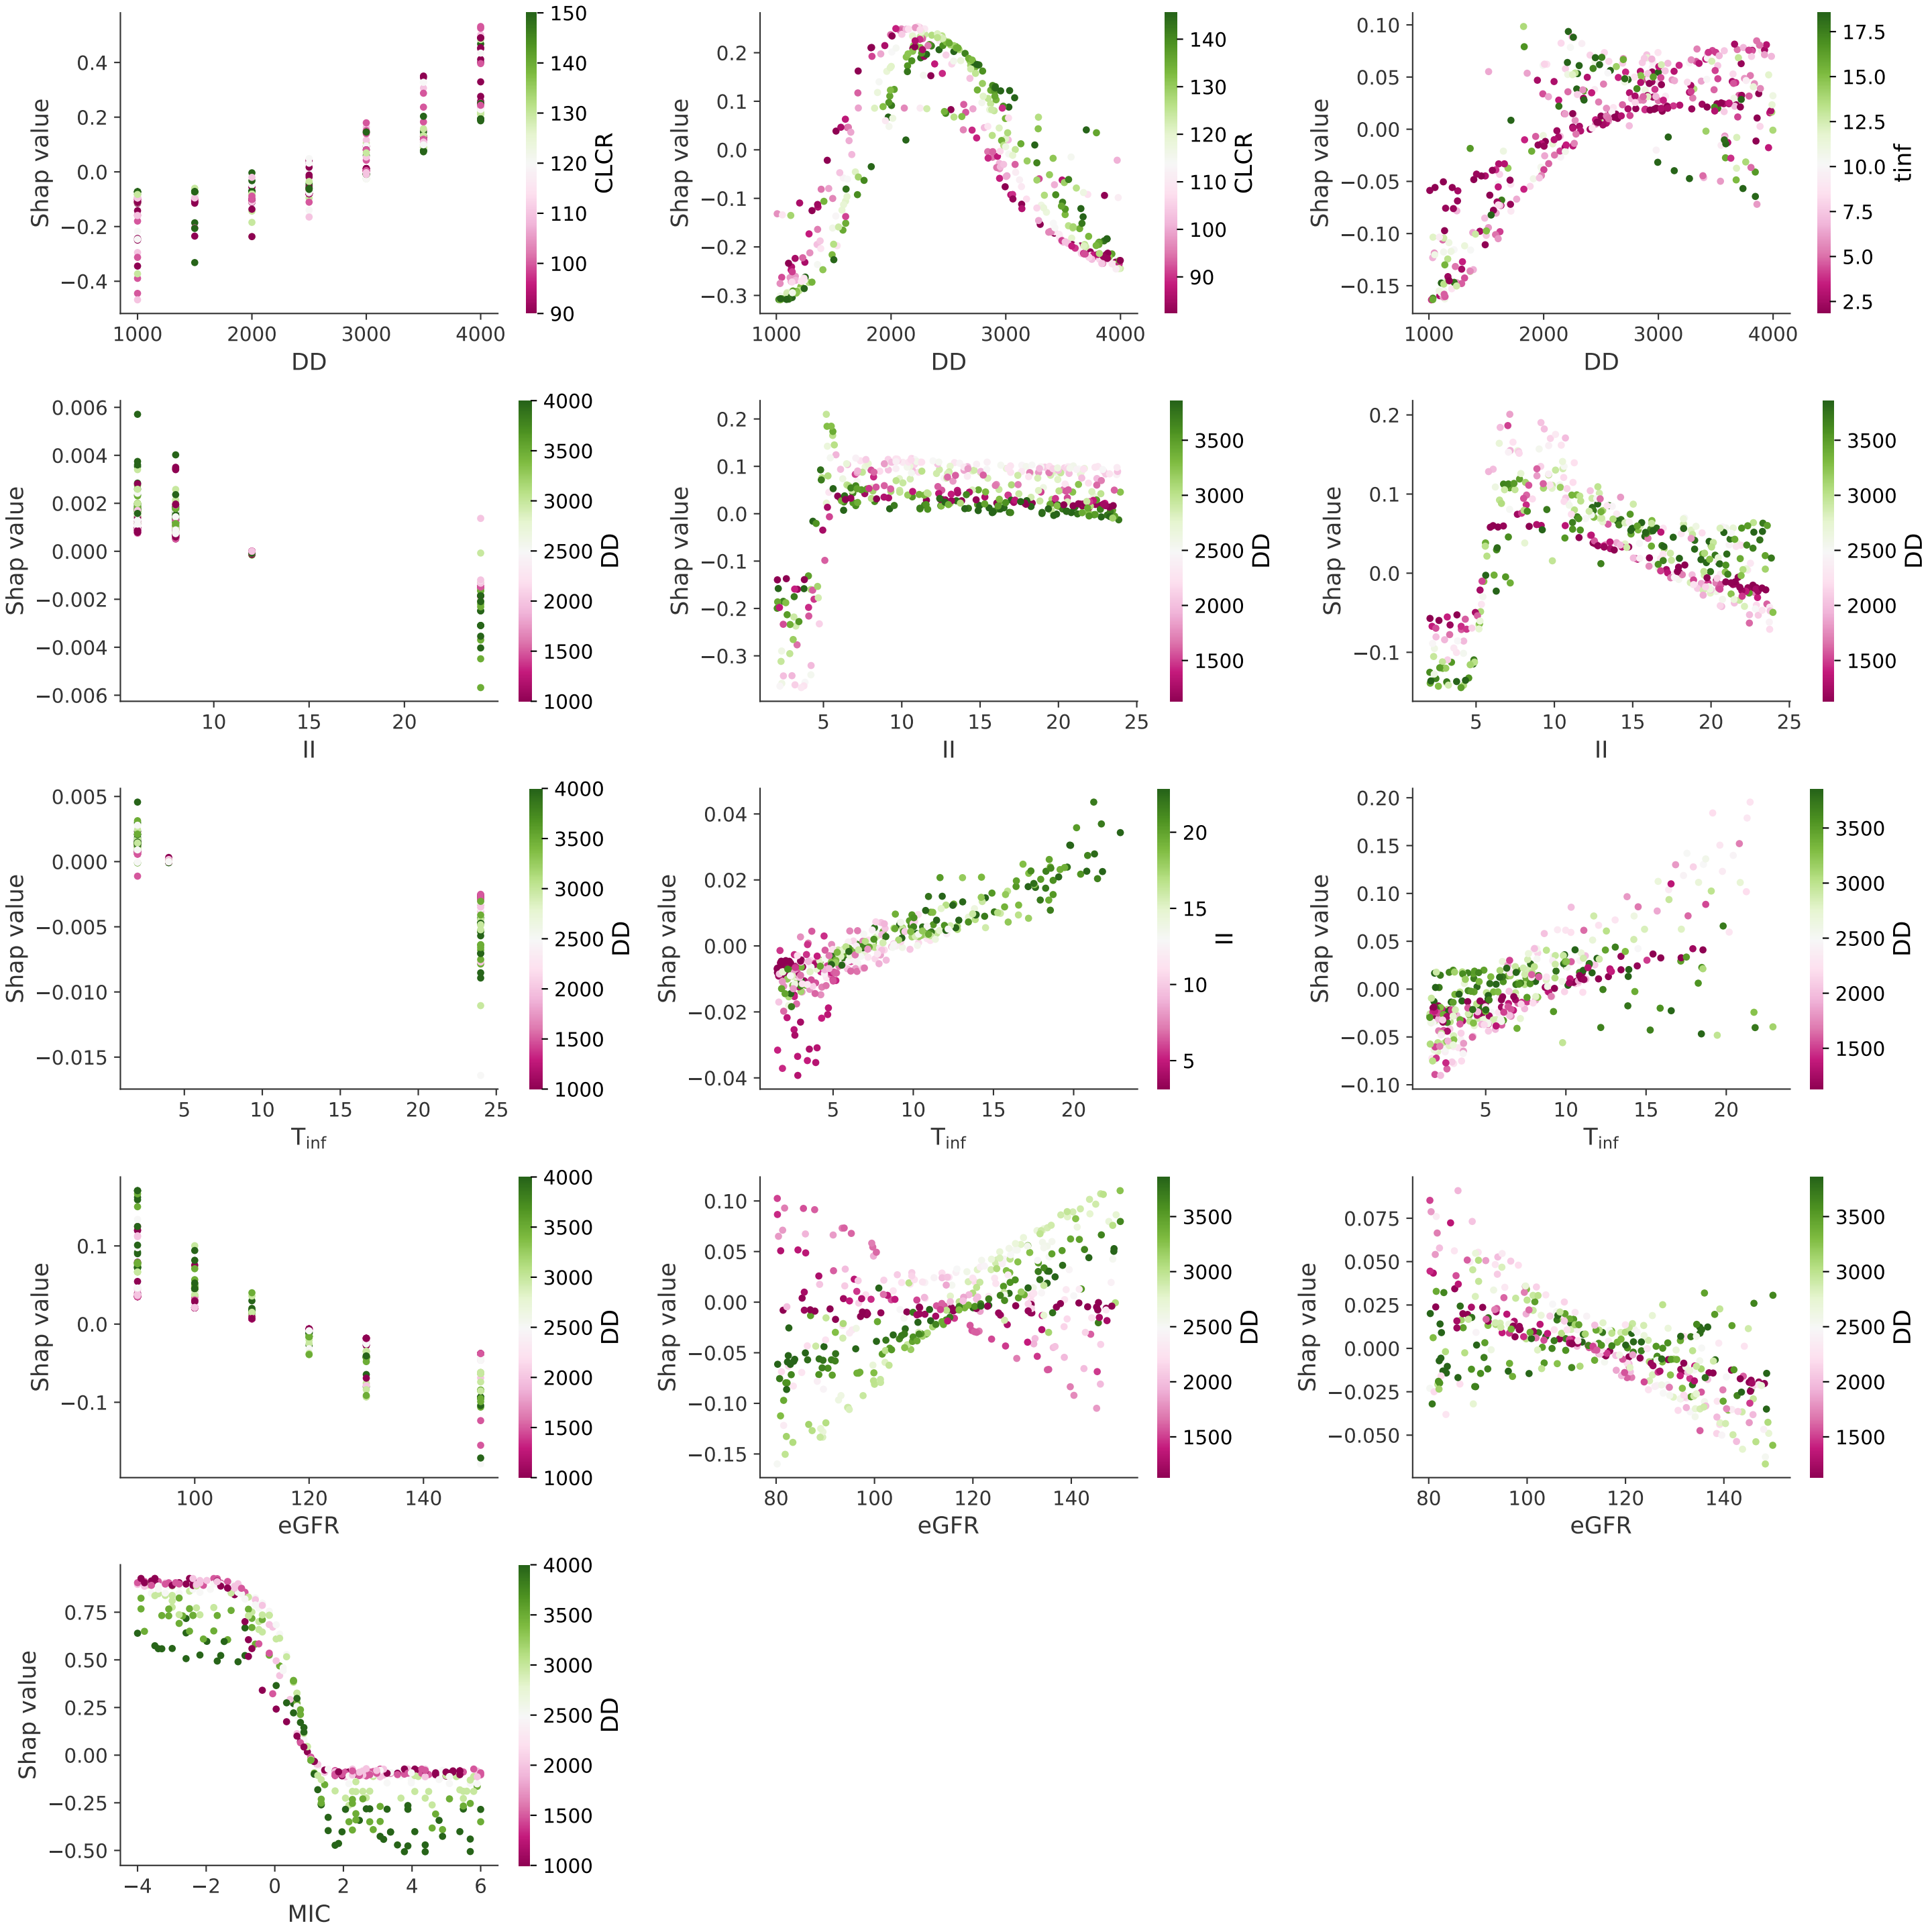 Shap value
0.4
0.2
0.0
−0.2
−0.4
1000 2000 3000 4000
DD
150
140
130
120
110
100
90
CLCR
Shap value
0.2
0.1
0.0
−0.1
−0.2
−0.3
1000 2000 3000 4000
DD
140
130
120
110
100
90
CLCR
Shap value
0.10
0.05
0.00
−0.05
−0.10
−0.15
1000 2000 3000 4000
DD
17.5
15.0
12.5
10.0
7.5
5.0
2.5
tinf
Shap value
0.006
0.004
0.002
0.000
−0.002
−0.004
−0.006
10 15 20
II
4000
3500
3000
2500
2000
1500
1000
DD
Shap value
0.2
0.1
0.0
−0.1
−0.2
−0.3
5 10 15 20 25
II
3500
3000
2500
2000
1500
DD
Shap value
0.2
0.1
0.0
−0.1
5 10 15 20 25
II
3500
3000
2500
2000
1500
DD
Shap value
0.005
0.000
−0.005
−0.010
−0.015
5 10 15 20 25
Tinf
4000
3500
3000
2500
2000
1500
1000
DD
Shap value
0.04
0.02
0.00
−0.02
−0.04
5 10 15 20
Tinf
20
15
10
5
II
Shap value
0.20
0.15
0.10
0.05
0.00
−0.05
−0.10
5 10 15 20
Tinf
3500
3000
2500
2000
1500
DD
Shap value
0.1
0.0
−0.1
100 120 140
eGFR
4000
3500
3000
2500
2000
1500
1000
DD
Shap value
0.10
0.05
0.00
−0.05
−0.10
−0.15
80 100 120 140
eGFR
3500
3000
2500
2000
1500
DD
Shap value
0.075
0.050
0.025
0.000
−0.025
−0.050
80 100 120 140
eGFR
3500
3000
2500
2000
1500
DD
Shap value
0.75
0.50
0.25
0.00
−0.25
−0.50
−4 −2 0 2 4 6
MIC
4000
3500
3000
2500
2000
1500
1000
DD